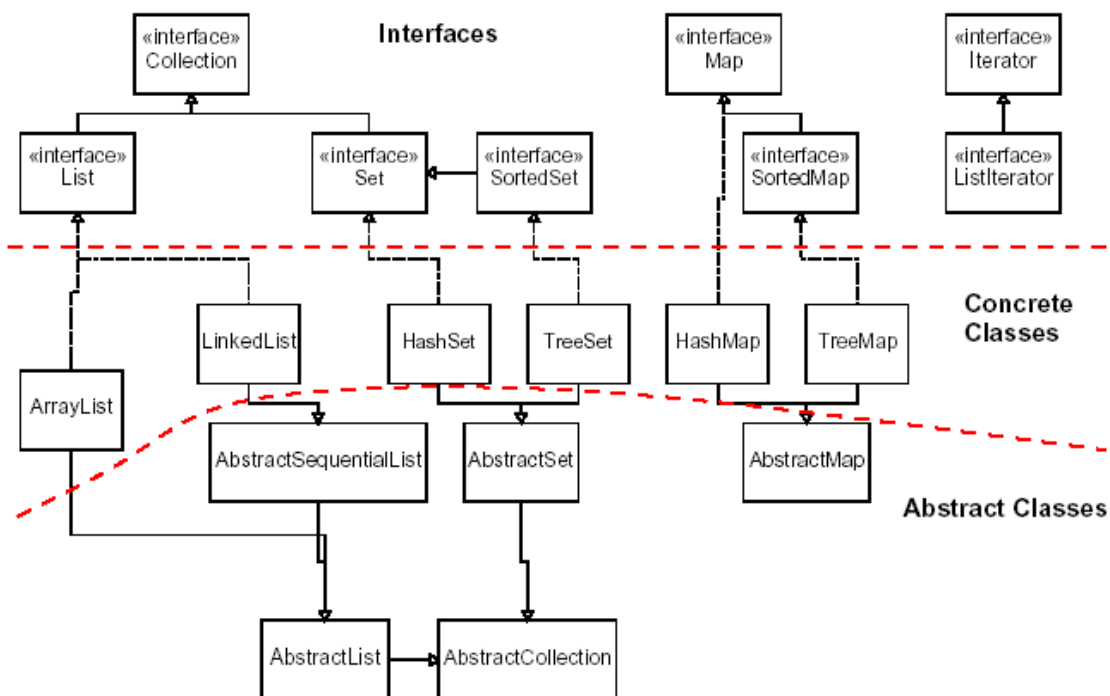 Interfaces
«interface»
Collection
«interface»
Map
«interface»
Iterator
«interface»
List
«interface»
Set
«interface»
SortedSet
«interface»
SortedMap
«interface»
ListIterator
Concrete
Classes
LinkedList
HashSet
TreeSet
HashMap
TreeMap
ArrayList
AbstractSequentialList
AbstractSet
AbstractMap
Abstract Classes
AbstractList
AbstractCollection